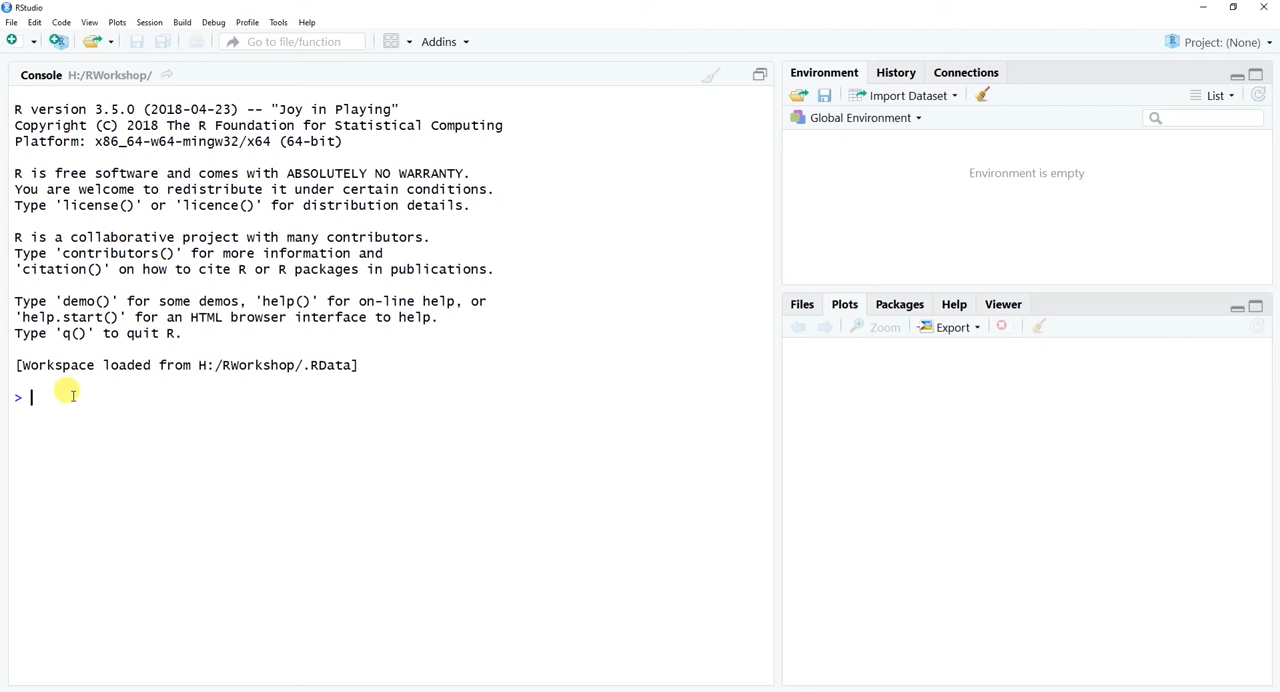 RStudio
File Edit Code View Plots Session Build Debug Profile Tools Help
Go to file/function Addins Project: (None)
Console H:/RWorkshop/
R version 3.5.0 (2018-04-23) -- "Joy in Playing"
Copyright (C) 2018 The R Foundation for Statistical Computing
Platform: x86_64-w64-mingw32/x64 (64-bit)
R is free software and comes with ABSOLUTELY NO WARRANTY.
You are welcome to redistribute it under certain conditions.
Type 'license()' or 'licence()' for distribution details.
R is a collaborative project with many contributors.
Type 'contributors()' for more information and
'citation()' on how to cite R or R packages in publications.
Type 'demo()' for some demos, 'help()' for on-line help, or
'help.start()' for an HTML browser interface to help.
Type 'q()' to quit R.
[Workspace loaded from H:/RWorkshop/.RData]
>
Environment History Connections
Import Dataset List
Global Environment
Environment is empty
Files Plots Packages Help Viewer
Zoom Export